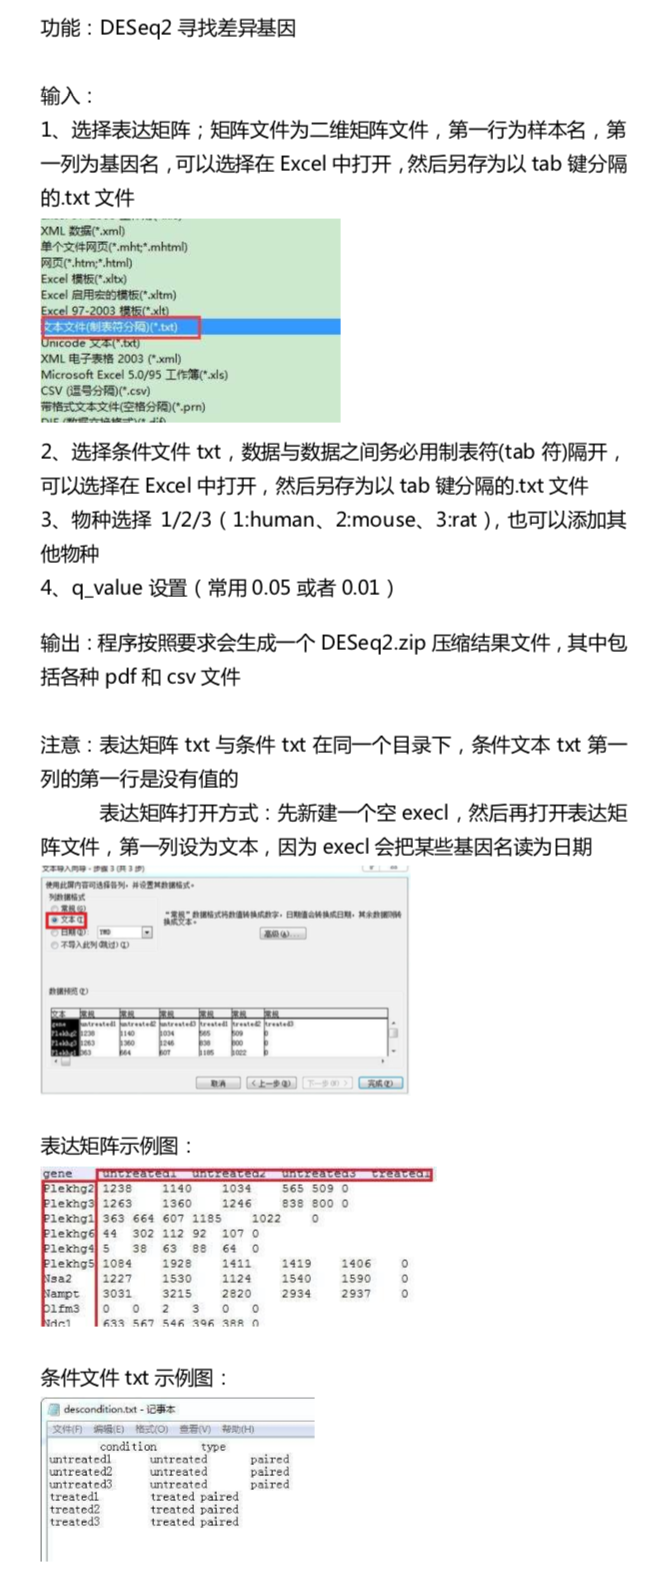 功能：DESeq2 寻找差异基因
输入：
1、选择表达矩阵；矩阵文件为二维矩阵文件，第一行为样本名，第
一列为基因名，可以选择在 Excel 中打开，然后另存为以 tab 键分隔
的.txt 文件
XML 数据(*.xml)
单个文件网页(*.mht;*.mhtml)
网页(*.htm;*.html)
Excel 模板(*.xltx)
Excel 启用宏的模板(*.xltm)
Excel 97-2003 模板(*.xlt)
文本文件(制表符分隔)(*.txt)
Unicode 文本(*.txt)
XML 电子表格 2003 (*.xml)
Microsoft Excel 5.0/95 工作簿(*.xls)
CSV (逗号分隔)(*.csv)
带格式文本文件(空格分隔)(*.prn)
2、选择条件文件 txt，数据与数据之间务必用制表符(tab 符)隔开，
可以选择在 Excel 中打开，然后另存为以 tab 键分隔的.txt 文件
3、物种选择 1/2/3（1:human、2:mouse、3:rat），也可以添加其
他物种
4、q_value 设置（常用 0.05 或者 0.01）
输出：程序按照要求会生成一个 DESeq2.zip 压缩结果文件，其中包
括各种 pdf 和 csv 文件
注意：表达矩阵 txt 与条件 txt 在同一个目录下，条件文本 txt 第一
列的第一行是没有值的
表达矩阵打开方式：先新建一个空 execl，然后再打开表达矩
阵文件，第一列设为文本，因为 execl 会把某些基因名读为日期
文本导入向导 - 步骤 3 (共 3 步)
使用此屏内容可选择各列，并设置其数据格式。
列数据格式
常规(G)
文本(T)
日期(D): YMD
不导入此列(跳过)(I)
"常规"数据格式将数值转换成数字，日期值会转换成日期，其余数据则转
换成文本。
高级(A)...
数据预览(P)
文本 常规 常规 常规 常规 常规 常规
gene untreated1 untreated2 untreated3 treated1 treated2 treated3
Plekhg2 1238 1140 1034 565 509 0
Plekhg3 1263 1360 1246 838 800 0
Plekhg1 363 664 607 1185 1022 0
取消 <上一步(B) 下一步(N)> 完成(F)
表达矩阵示例图：
gene untreated1 untreated2 untreated3 treated1
Plekhg2 1238 1140 1034 565 509 0
Plekhg3 1263 1360 1246 838 800 0
Plekhg1 363 664 607 1185 1022 0
Plekhg6 44 302 112 92 107 0
Plekhg4 5 38 63 88 64 0
Plekhg5 1084 1928 1411 1419 1406 0
Nsa2 1227 1530 1124 1540 1590 0
Nampt 3031 3215 2820 2934 2937 0
Olfm3 0 0 2 3 0 0
Ndc1 633 567 546 396 388 0
条件文件 txt 示例图：
descondition.txt - 记事本
文件(F) 编辑(E) 格式(O) 查看(V) 帮助(H)
condition type
untreated1 untreated paired
untreated2 untreated paired
untreated3 untreated paired
treated1 treated paired
treated2 treated paired
treated3 treated paired